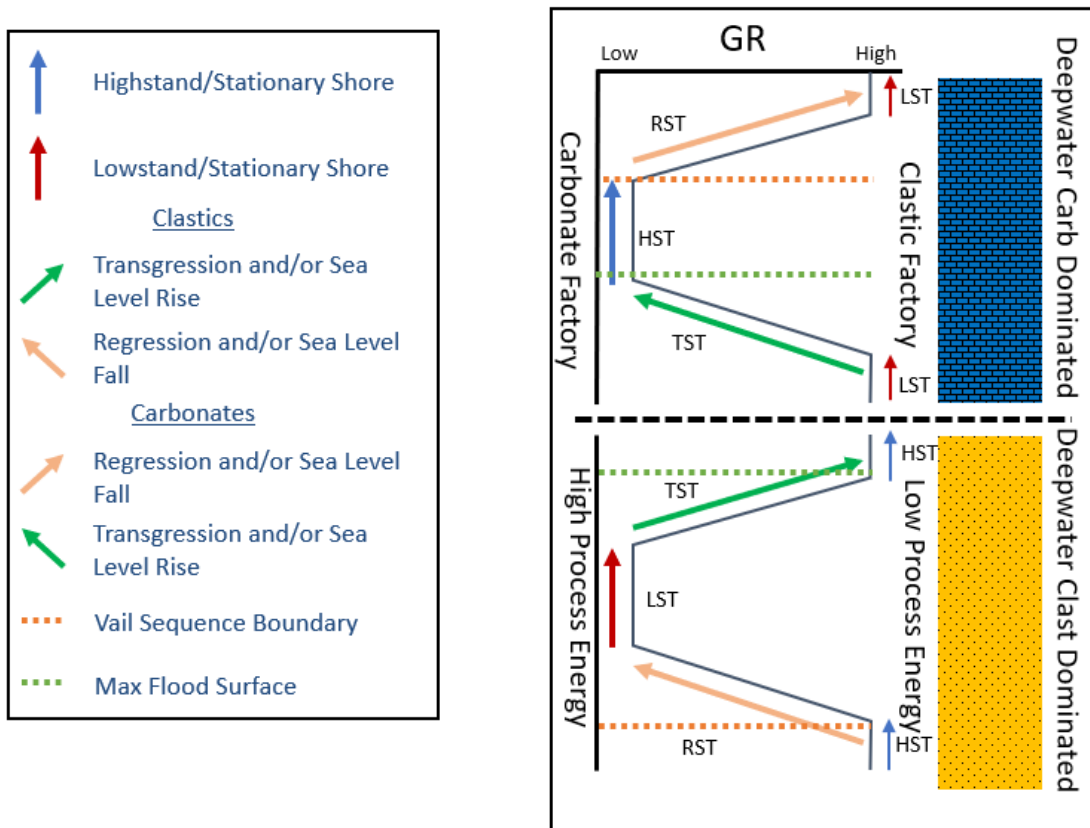 Highstand/Stationary Shore
Lowstand/Stationary Shore
Clastics
Transgression and/or Sea
Level Rise
Regression and/or Sea Level
Fall
Carbonates
Regression and/or Sea Level
Fall
Transgression and/or Sea
Level Rise
Vail Sequence Boundary
Max Flood Surface
GR
Low
High
Carbonate Factory
RST
LST
HST
TST
LST
Clastic Factory
Deepwater Carb Dominated
High Process Energy
HST
TST
LST
RST
HST
Low Process Energy
Deepwater Clast Dominated